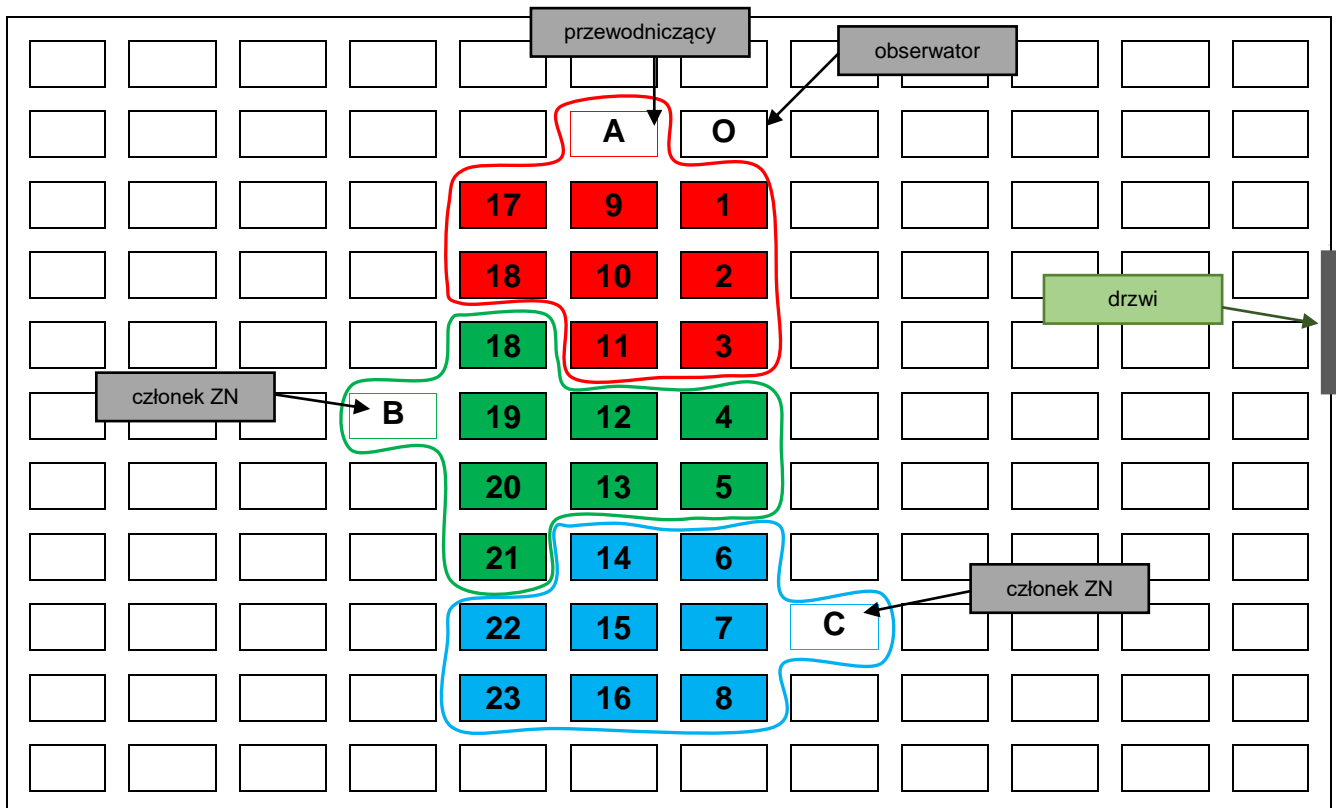 przewodniczący
obserwator
A O
17 9 1
18 10 2
drzwi
18 11 3
członek ZN
B 19 12 4
20 13 5
21 14 6
członek ZN
22 15 7 C
23 16 8